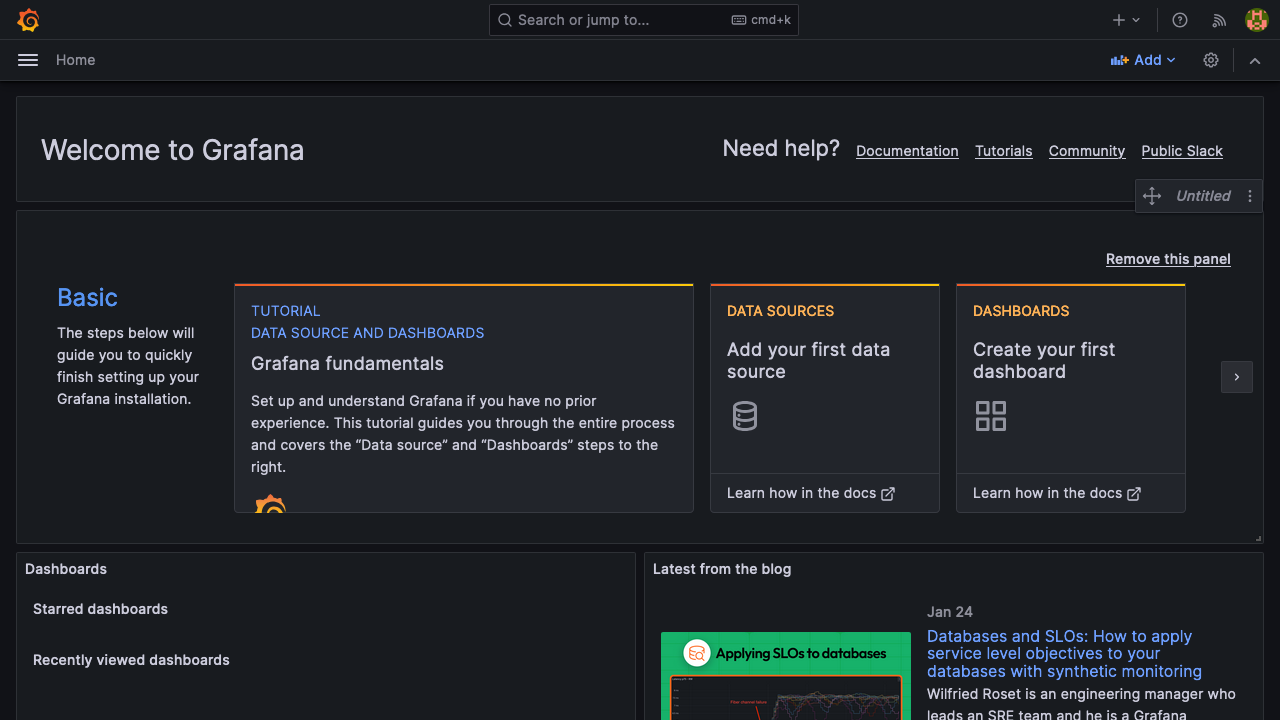 Search or jump to...
cmd+k
Home
Add
Welcome to Grafana
Need help?
Documentation
Tutorials
Community
Public Slack
Untitled
Remove this panel
Basic
The steps below will
guide you to quickly
finish setting up your
Grafana installation.
TUTORIAL
DATA SOURCE AND DASHBOARDS
Grafana fundamentals
Set up and understand Grafana if you have no prior
experience. This tutorial guides you through the entire process
and covers the “Data source” and “Dashboards” steps to the
right.
DATA SOURCES
Add your first data
source
Learn how in the docs
DASHBOARDS
Create your first
dashboard
Learn how in the docs
Dashboards
Starred dashboards
Recently viewed dashboards
Latest from the blog
Applying SLOs to databases
Jan 24
Databases and SLOs: How to apply
service level objectives to your
databases with synthetic monitoring
Wilfried Roset is an engineering manager who
leads an SRE team and he is a Grafana